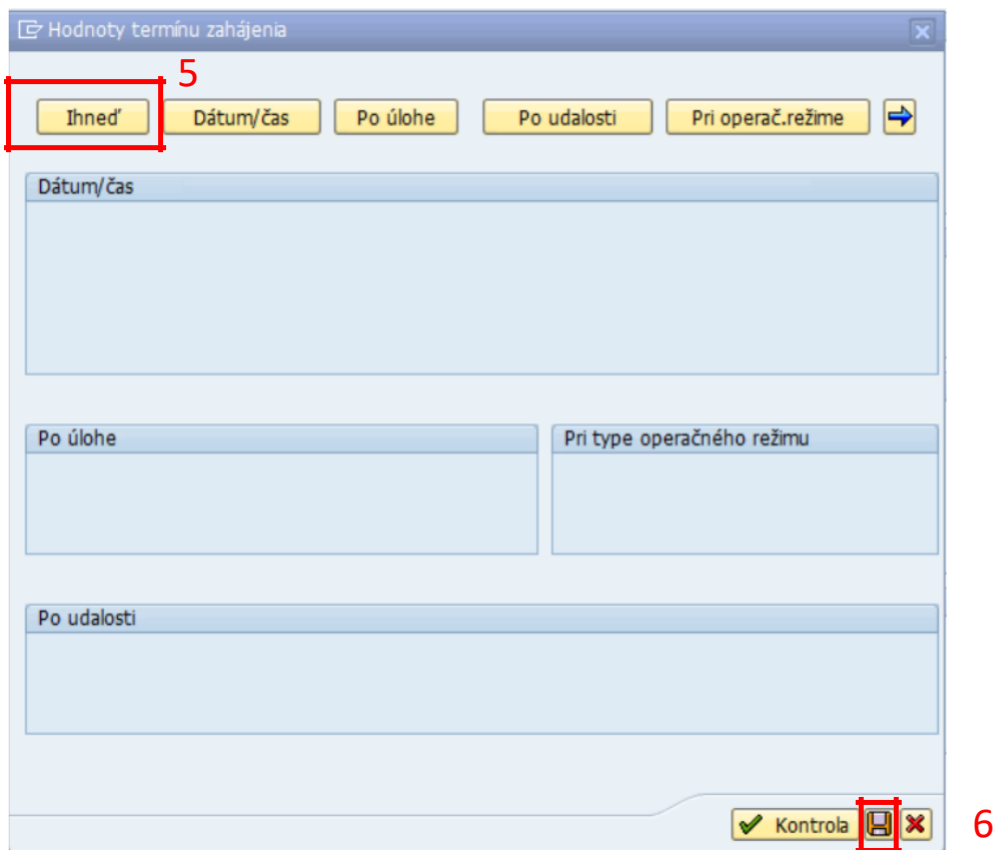 Hodnoty termínu zahájenia
5
Ihneď Dátum/čas Po úlohe Po udalosti Pri operač.režime
Dátum/čas
Po úlohe Pri type operačného režimu
Po udalosti
Kontrola 6